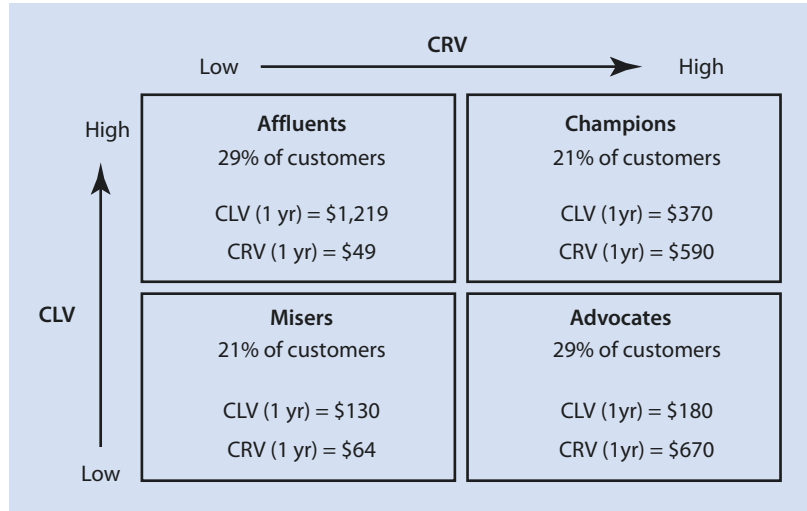 CRV
Low
High
High
Affluents
29% of customers
CLV (1 yr) = $1,219
CRV (1 yr) = $49
Champions
21% of customers
CLV (1yr) = $370
CRV (1yr) = $590
CLV
Misers
21% of customers
CLV (1 yr) = $130
CRV (1 yr) = $64
Advocates
29% of customers
CLV (1yr) = $180
CRV (1yr) = $670
Low